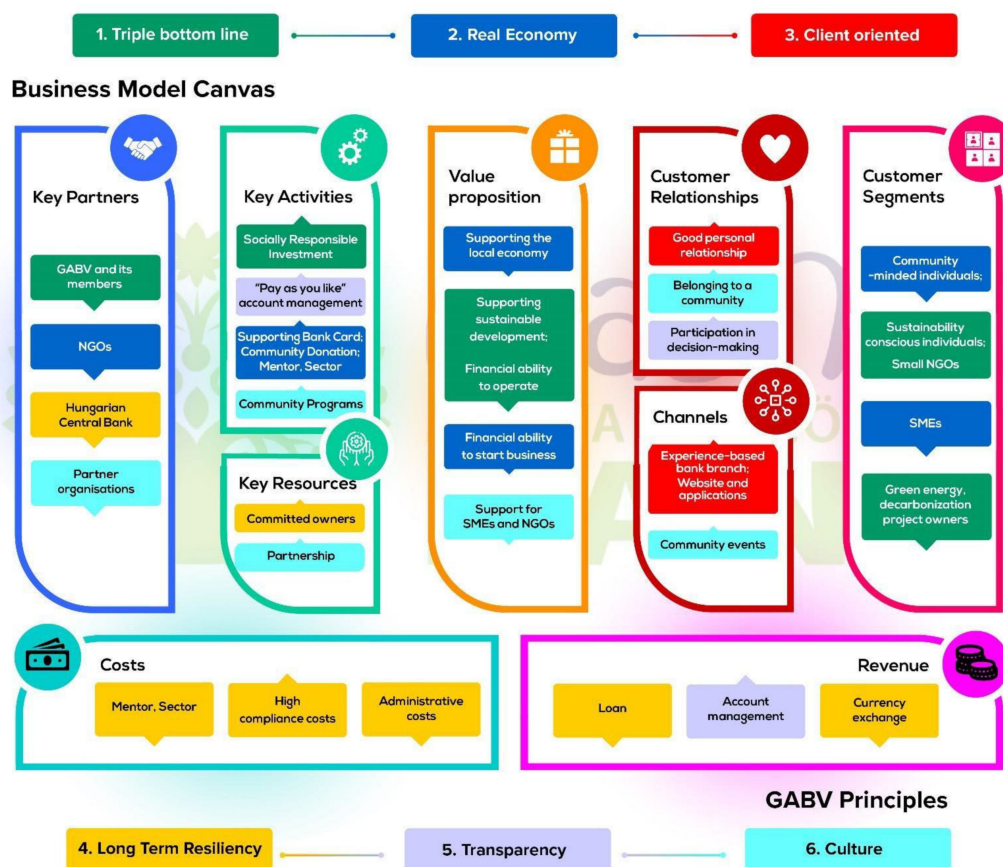 1. Triple bottom line
2. Real Economy
3. Client oriented
Business Model Canvas
Key Partners
GABV and its
members
NGOs
Hungarian
Central Bank
Partner
organisations
Key Activities
Socially Responsible
Investment
"Pay as you like"
account management
Supporting Bank Card;
Community Donation;
Mentor, Sector
Community Programs
Key Resources
Committed owners
Partnership
Value
proposition
Supporting the
local economy
Supporting
sustainable
development;
Financial ability
to operate
Financial ability
to start business
Support for
SMEs and NGOs
Customer
Relationships
Good personal
relationship
Belonging to a
community
Participation in
decision-making
Channels
Experience-based
bank branch;
Website and
applications
Community events
Customer
Segments
Community
-minded individuals;
Sustainability
conscious individuals;
Small NGOs
SMEs
Green energy,
decarbonization
project owners
Costs
Mentor, Sector
High
compliance costs
Administrative
costs
Revenue
Loan
Account
management
Currency
exchange
GABV Principles
4. Long Term Resiliency
5. Transparency
6. Culture